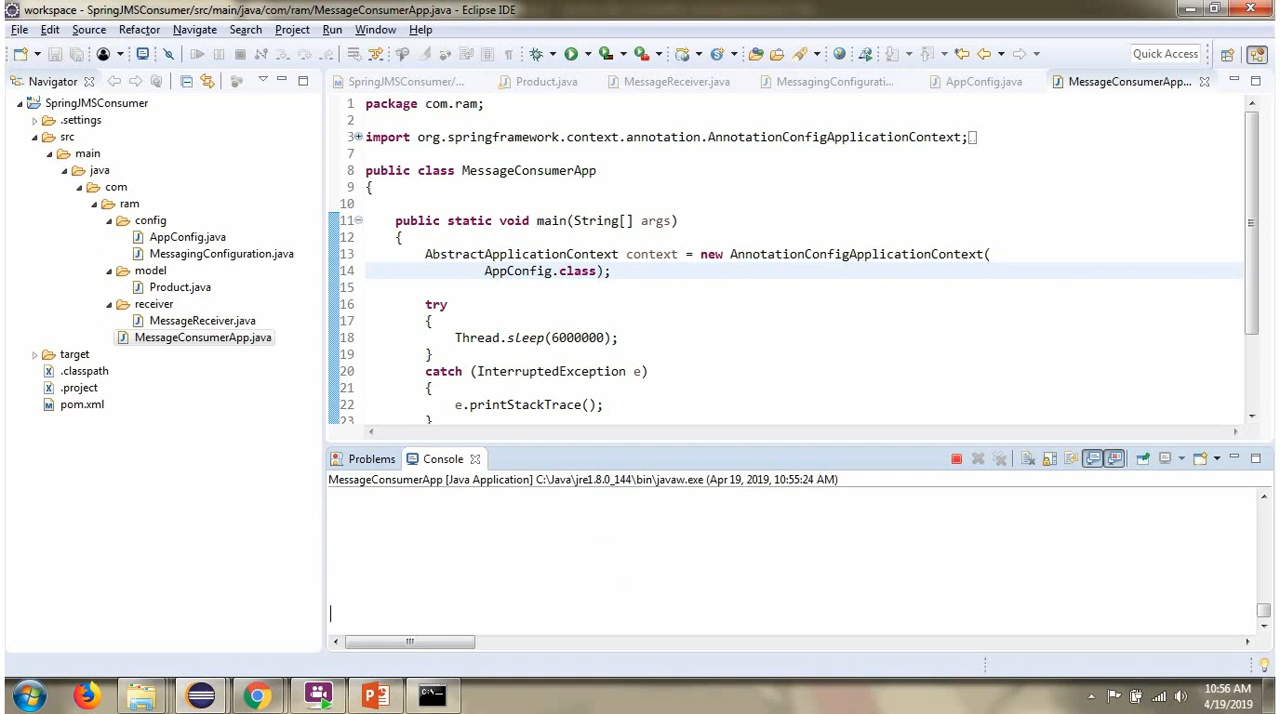 workspace - SpringJMSConsumer/src/main/java/com/ram/MessageConsumerApp.java - Eclipse IDE
File Edit Source Refactor Navigate Search Project Run Window Help
Quick Access
Navigator
SpringJMSConsumer/... Product.java MessageReceiver.java MessagingConfigurati... AppConfig.java MessageConsumerApp...
SpringJMSConsumer
.settings
src
main
java
com
ram
config
AppConfig.java
MessagingConfiguration.java
model
Product.java
receiver
MessageReceiver.java
MessageConsumerApp.java
target
.classpath
.project
pom.xml
1 package com.ram;
3 import org.springframework.context.annotation.AnnotationConfigApplicationContext;
7
8 public class MessageConsumerApp
9 {
10
11 public static void main(String[] args)
12 {
13 AbstractApplicationContext context = new AnnotationConfigApplicationContext(
14 AppConfig.class);
15
16 try
17 {
18 Thread.sleep(6000000);
19 }
20 catch (InterruptedException e)
21 {
22 e.printStackTrace();
23 }
Problems Console
MessageConsumerApp [Java Application] C:\Java\jre1.8.0_144\bin\javaw.exe (Apr 19, 2019, 10:55:24 AM)
10:56 AM
4/19/2019